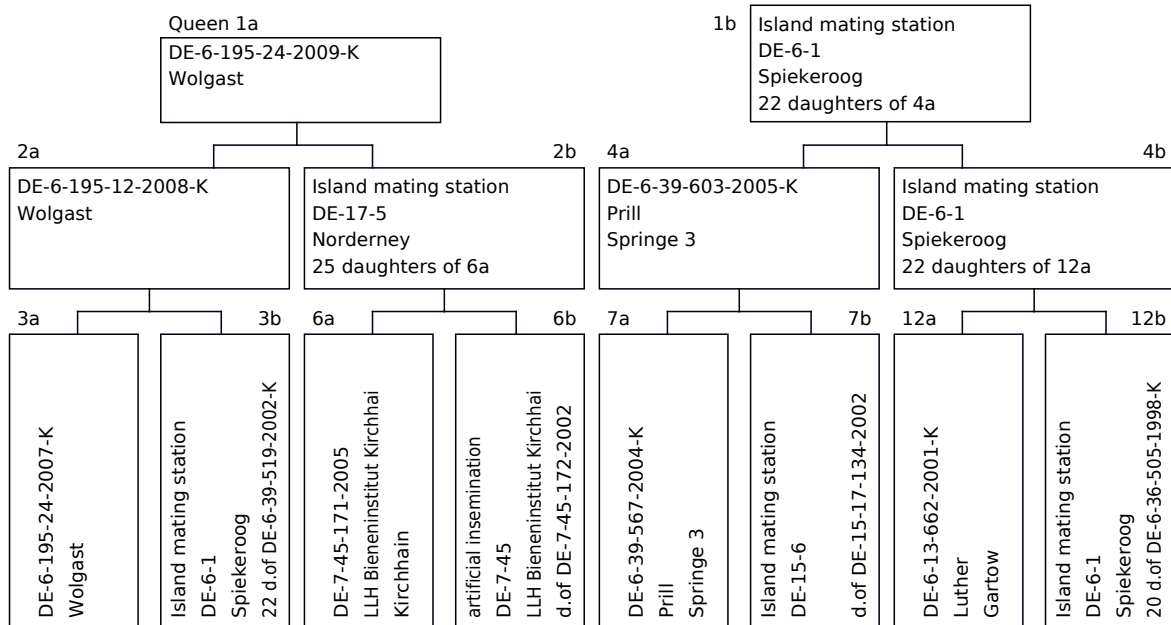 Queen 1a
DE-6-195-24-2009-K
Wolgast
1b
Island mating station
DE-6-1
Spiekeroog
22 daughters of 4a
2a
DE-6-195-12-2008-K
Wolgast
2b
Island mating station
DE-17-5
Norderney
25 daughters of 6a
4a
DE-6-39-603-2005-K
Prill
Springe 3
4b
Island mating station
DE-6-1
Spiekeroog
22 daughters of 12a
3a
DE-6-195-24-2007-K
Wolgast
3b
Island mating station
DE-6-1
Spiekeroog
22 d.of DE-6-39-519-2002-K
6a
DE-7-45-171-2005
LLH Bieneninstitut Kirchhai
Kirchhain
6b
artificial insemination
DE-7-45
LLH Bieneninstitut Kirchhai
d.of DE-7-45-172-2002
7a
DE-6-39-567-2004-K
Prill
Springe 3
7b
Island mating station
DE-15-6
d.of DE-15-17-134-2002
12a
DE-6-13-662-2001-K
Luther
Gartow
12b
Island mating station
DE-6-1
Spiekeroog
20 d.of DE-6-36-505-1998-K